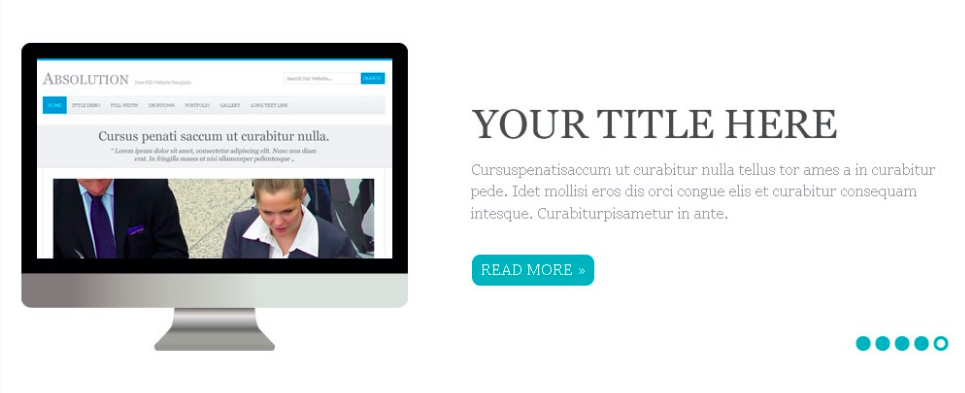 ABSOLUTION Free PSD Website Template
Search Our Website... SEARCH
HOME STYLE DEMO FULL WIDTH DROPDOWN PORTFOLIO GALLERY LONG TEXT LINE
Cursus penati saccum ut curabitur nulla.
“ Lorem ipsum dolor sit amet, consectetur adipiscing elit. Nunc non diam
erat. In fringilla massa ut nisi ullamcorper pellentesque „
YOUR TITLE HERE
Cursuspenatisaccum ut curabitur nulla tellus tor ames a in curabitur
pede. Idet mollisi eros dis orci congue elis et curabitur consequam
intesque. Curabiturpisametur in ante.
READ MORE »